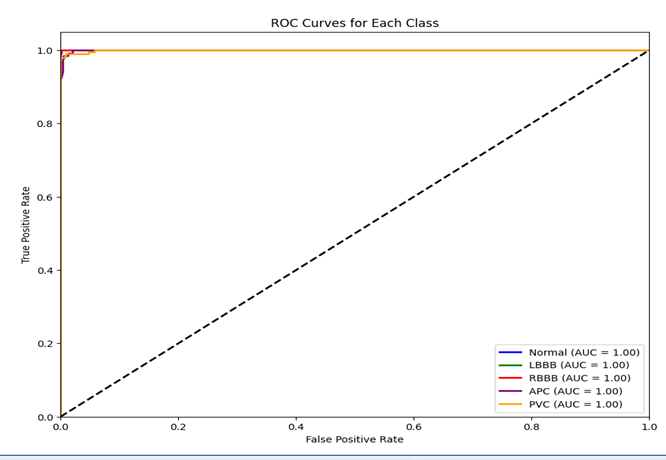 ROC Curves for Each Class
1.0
0.8
0.6
0.4
0.2
0.0
True Positive Rate
0.0 0.2 0.4 0.6 0.8 1.0
False Positive Rate
Normal (AUC = 1.00)
LBBB (AUC = 1.00)
RBBB (AUC = 1.00)
APC (AUC = 1.00)
PVC (AUC = 1.00)